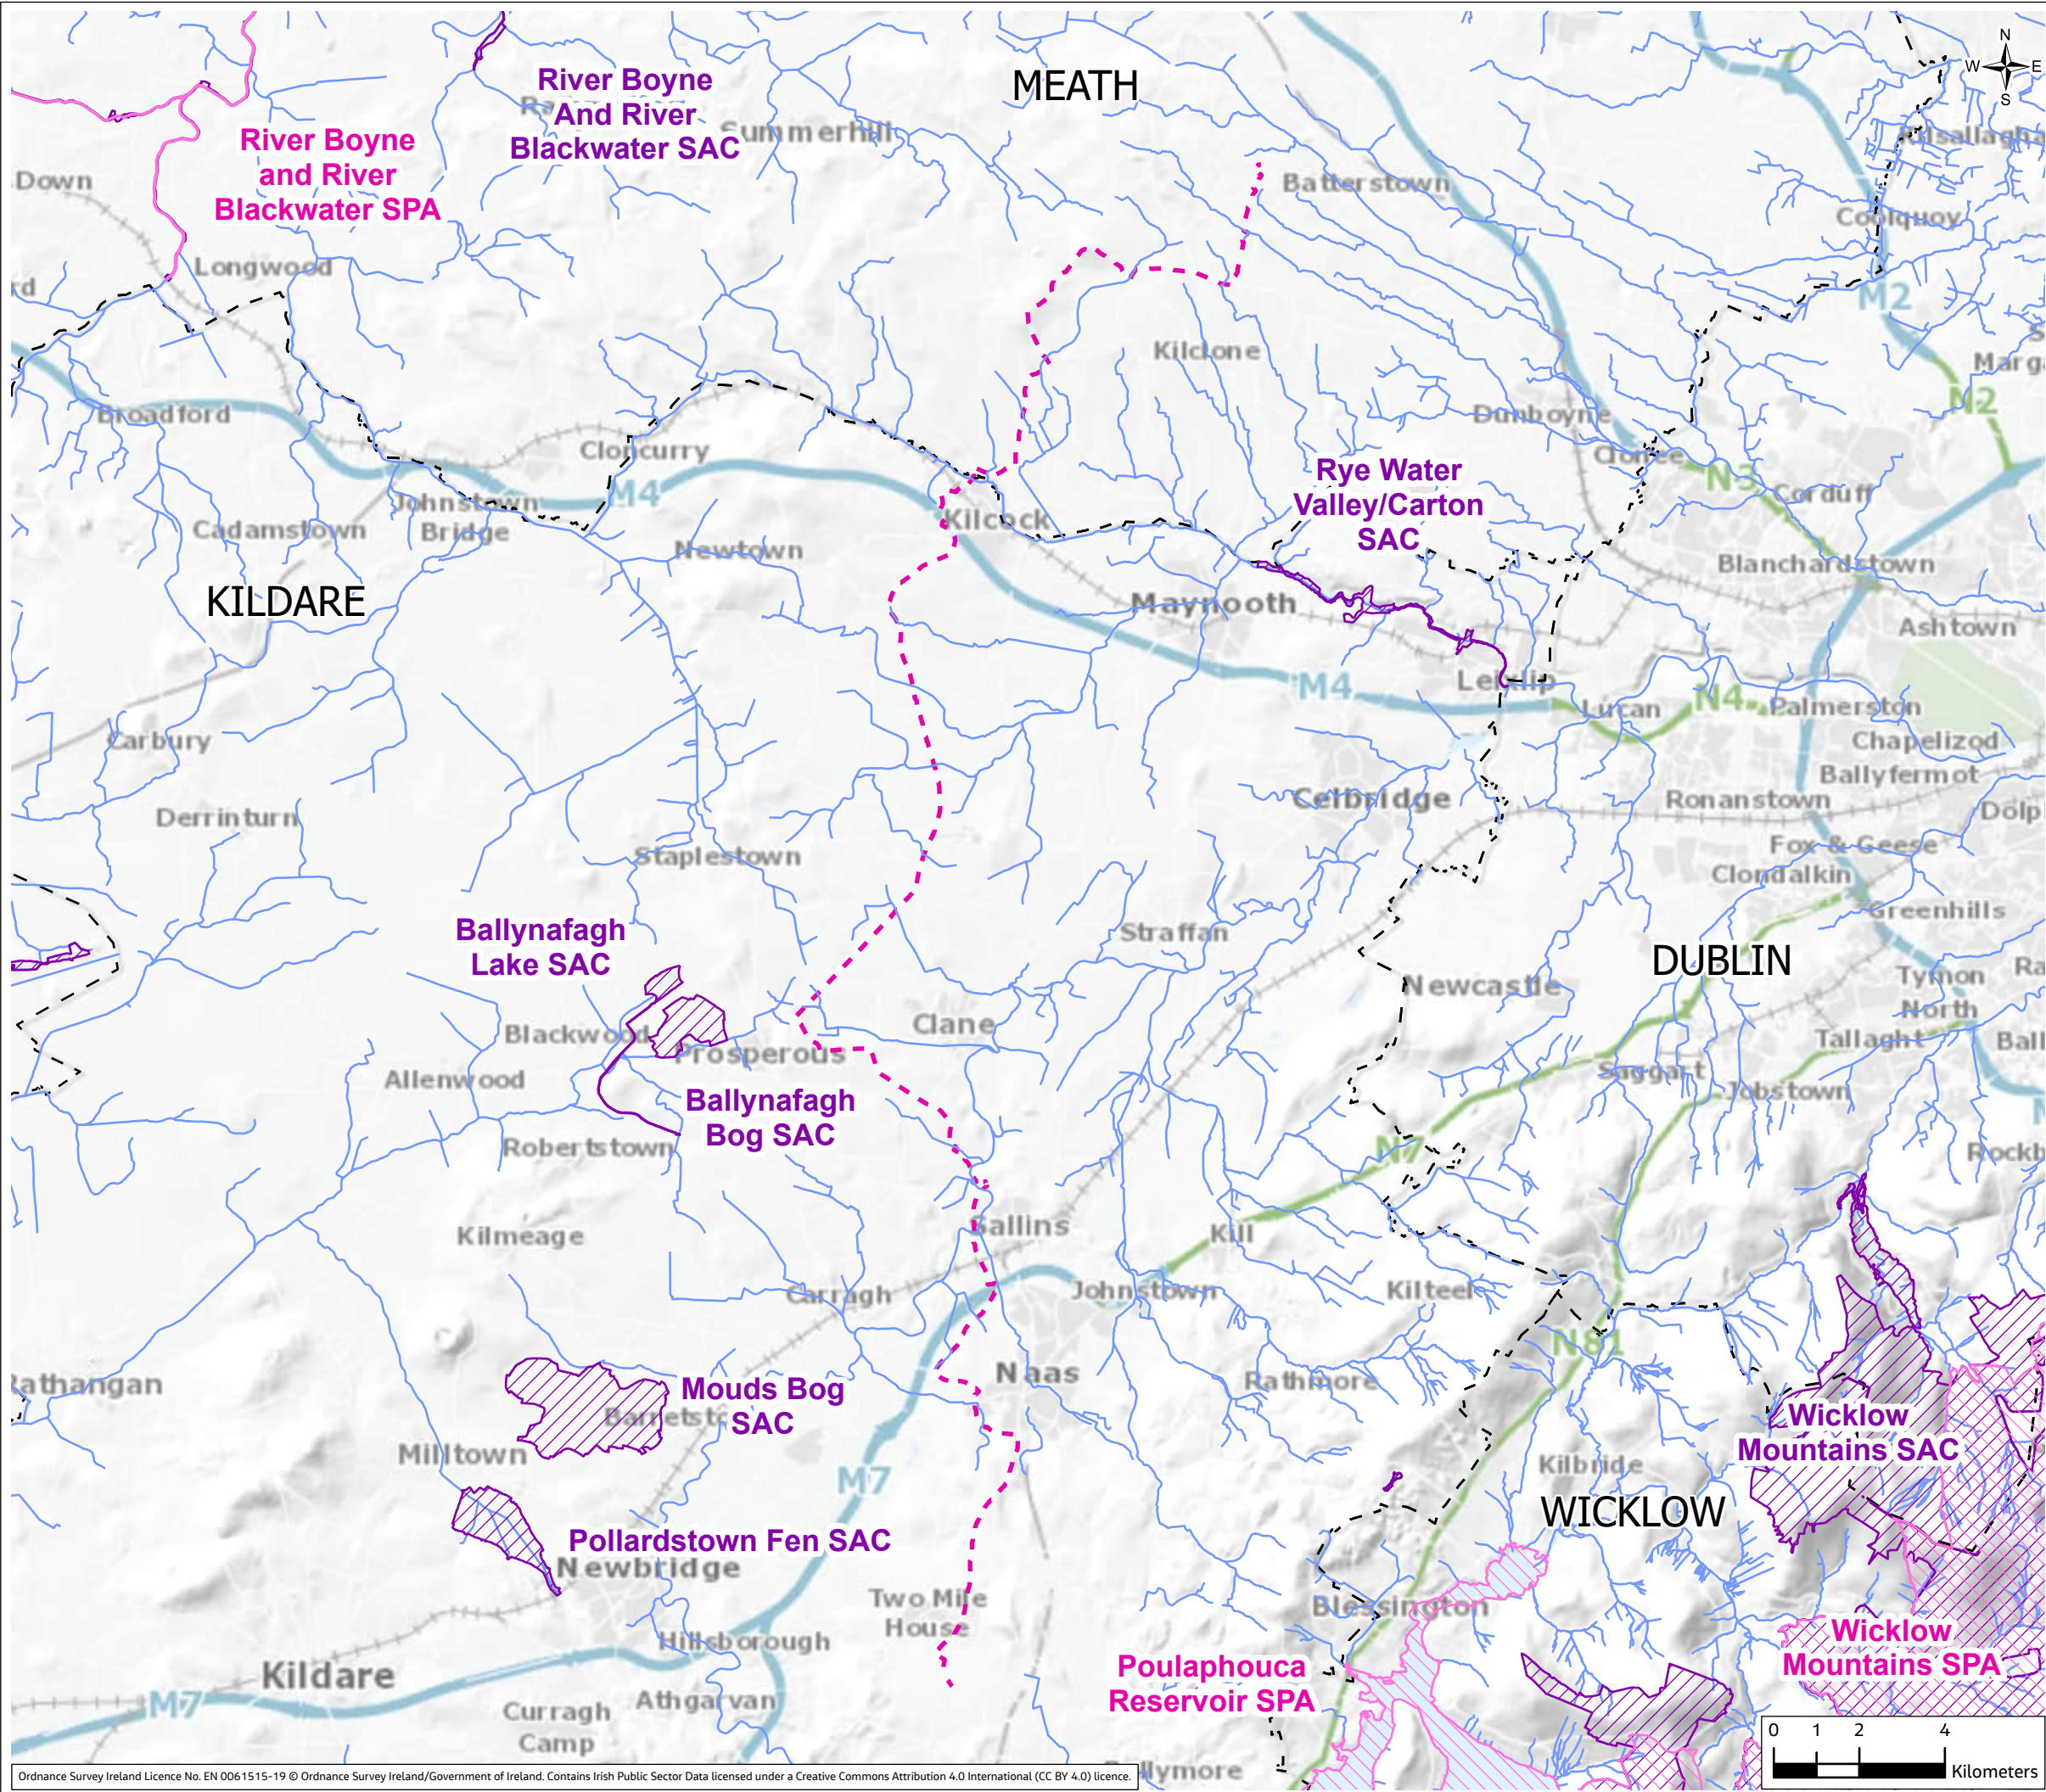 N
W E
S
MEATH
River Boyne
And River
Blackwater SAC
Summerhill
River Boyne
and River
Blackwater SPA
Down
Batterstown
Coolquoy
Longwood
M2
Kilclone
N2
Broadford
Dunboyne
Cloncurry
Clonee
Rye Water
Valley/Carton
SAC
N3
Corduff
M4
Johnstown
Bridge
Cadamstown
Kilcock
Newtown
Blanchardstown
KILDARE
Maynooth
Ashtown
Leixlip
M4
Lucan
N4
Palmerston
Carbury
Chapelizod
Ballyfermot
Celbridge
Ronanstown
Derrinturn
Fox & Geese
Staplestown
Clondalkin
Greenhills
Ballynafagh
Lake SAC
Straffan
DUBLIN
Newcastle
Tymon
North
Clane
Blackwood
Prosperous
Tallaght
Allenwood
Saggart
Jobstown
Ballynafagh
Bog SAC
Robertstown
N7
Kilmeage
Sallins
Kill
Carragh
Johnstown
Kilteel
N81
Naas
Rathmore
Mouds Bog
SAC
Wicklow
Mountains SAC
Milltown
Kilbride
M7
WICKLOW
Pollardstown Fen SAC
Newbridge
Two Mile
House
Blessington
Hillsborough
Wicklow
Mountains SPA
Kildare
Poulaphouca
Reservoir SPA
M7
Athgarvan
Curragh
Camp
0 1 2 4
Kilometers
Ordnance Survey Ireland Licence No. EN 0061515-19 © Ordnance Survey Ireland/Government of Ireland. Contains Irish Public Sector Data licensed under a Creative Commons Attribution 4.0 International (CC BY 4.0) licence.